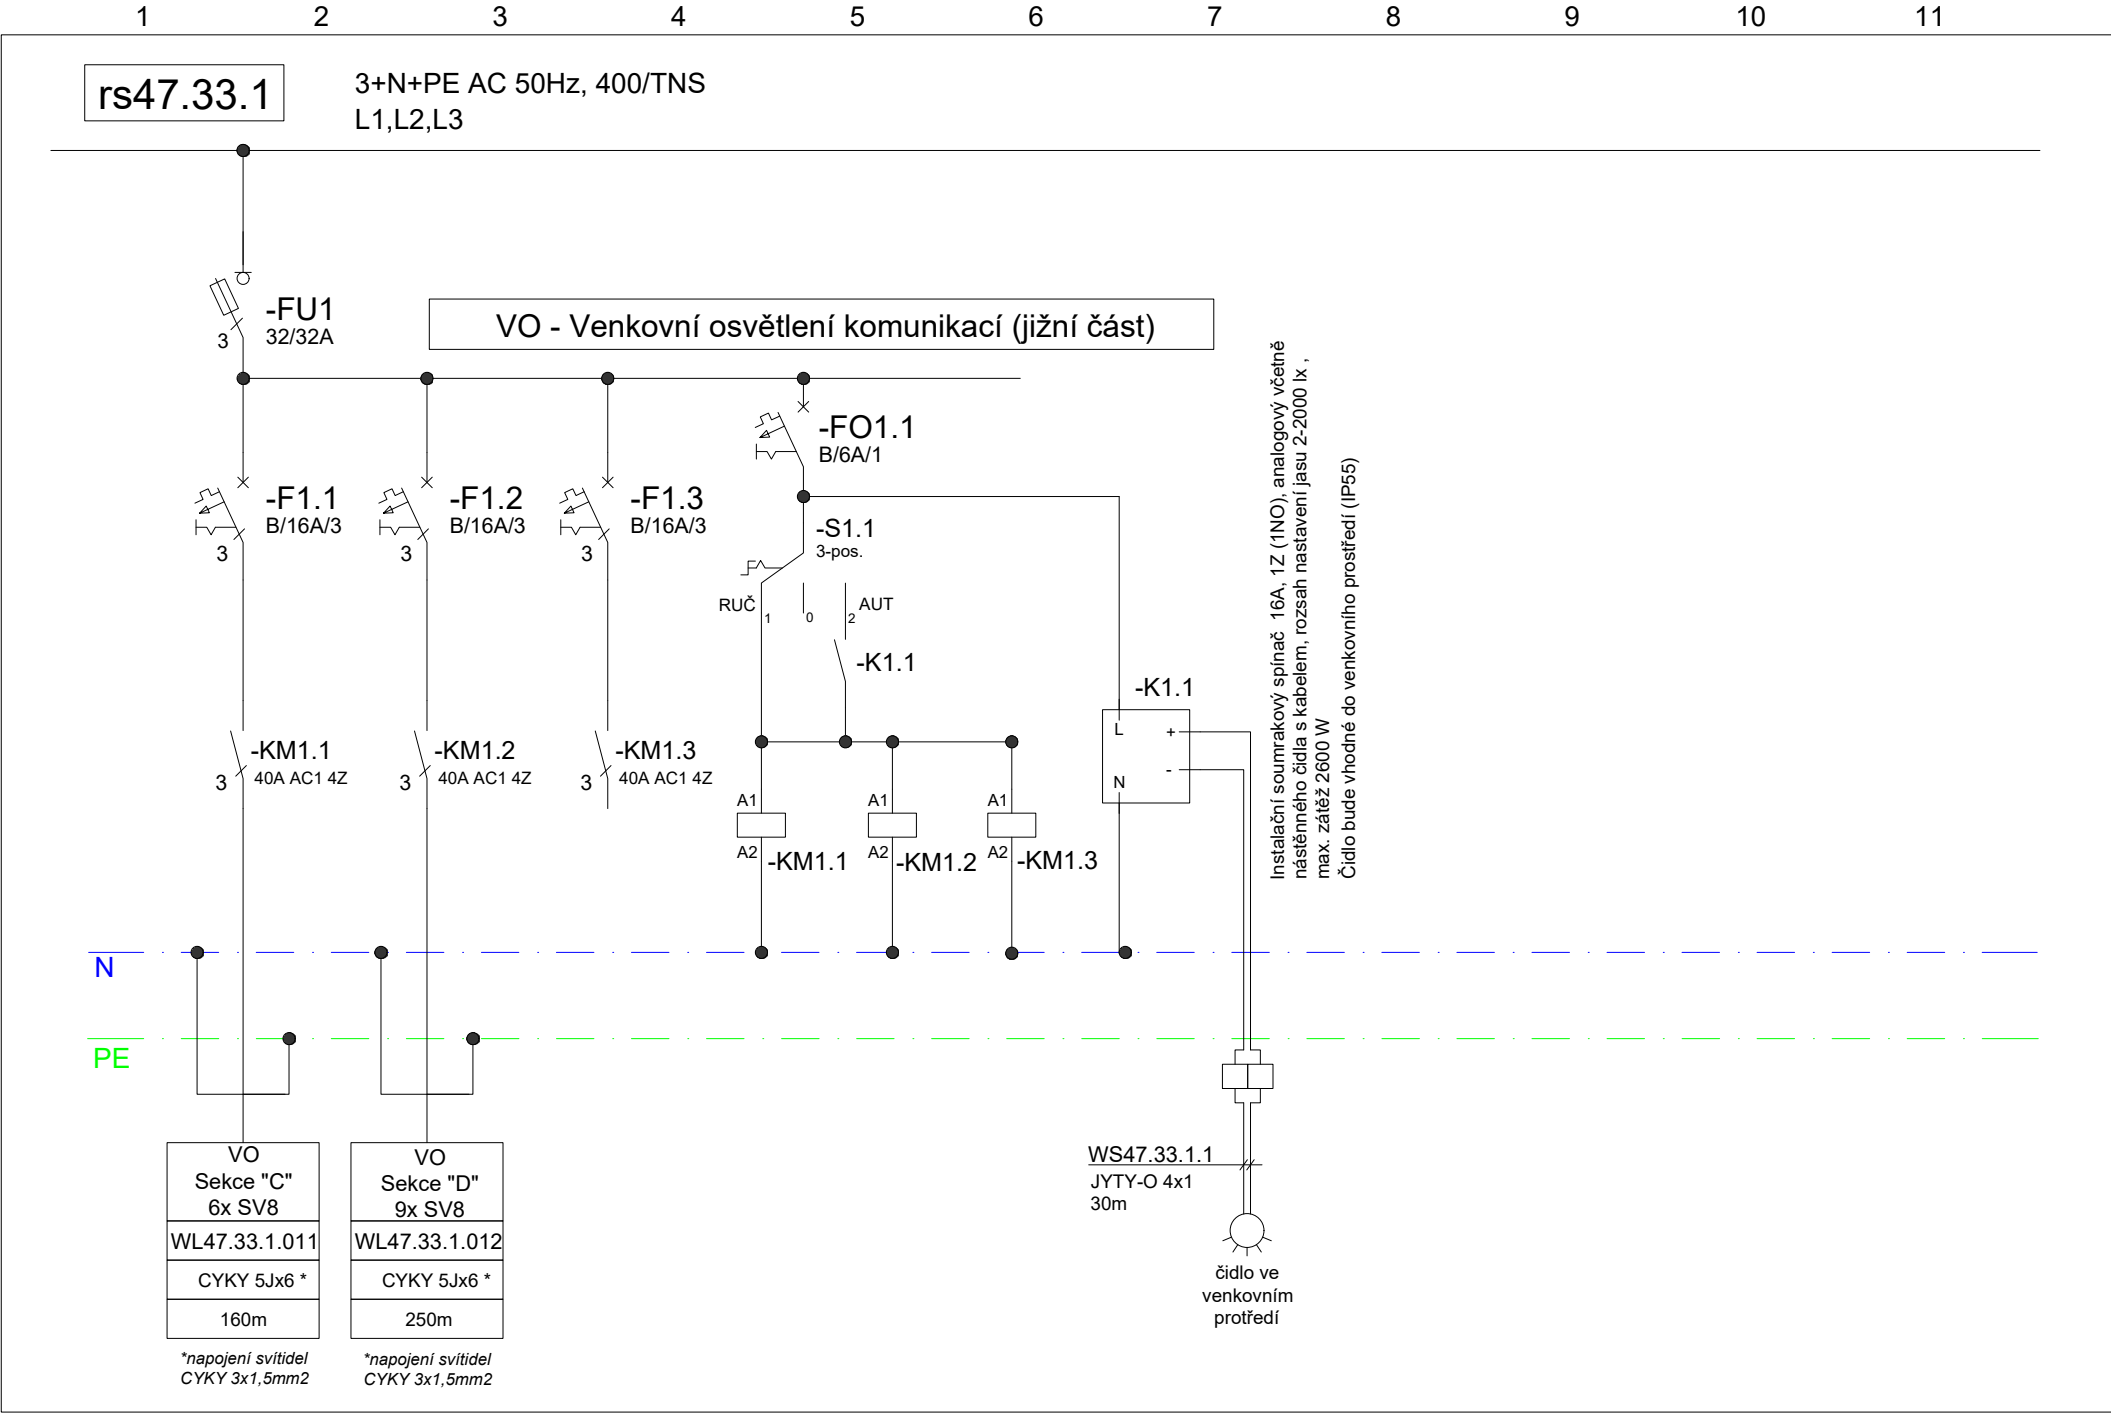 1 2 3 4 5 6 7 8 9 10 11
rs47.33.1
3+N+PE AC 50Hz, 400/TNS
L1,L2,L3
-FU1
32/32A
3
VO - Venkovní osvětlení komunikací (jižní část)
-F1.1
B/16A/3
3
-F1.2
B/16A/3
3
-F1.3
B/16A/3
3
-FO1.1
B/6A/1
-S1.1
3-pos.
RUČ
1
0
2
AUT
-K1.1
-K1.1
L
N
+
-
-KM1.1
40A AC1 4Z
3
-KM1.2
40A AC1 4Z
3
-KM1.3
40A AC1 4Z
3
A1
A2
-KM1.1
A1
A2
-KM1.2
A1
A2
-KM1.3
Instalační soumrakový spínač 16A, 1Z (1NO), analogový včetně
nástěnného čidla s kabelem, rozsah nastavení jasu 2-2000 lx ,
max. zátěž 2600 W
Čidlo bude vhodné do venkovního prostředí (IP55)
N
PE
VO
Sekce "C"
6x SV8
WL47.33.1.011
CYKY 5Jx6 *
160m
*napojení svítidel
CYKY 3x1,5mm2
VO
Sekce "D"
9x SV8
WL47.33.1.012
CYKY 5Jx6 *
250m
*napojení svítidel
CYKY 3x1,5mm2
WS47.33.1.1
JYTY-O 4x1
30m
čidlo ve
venkovním
protředí